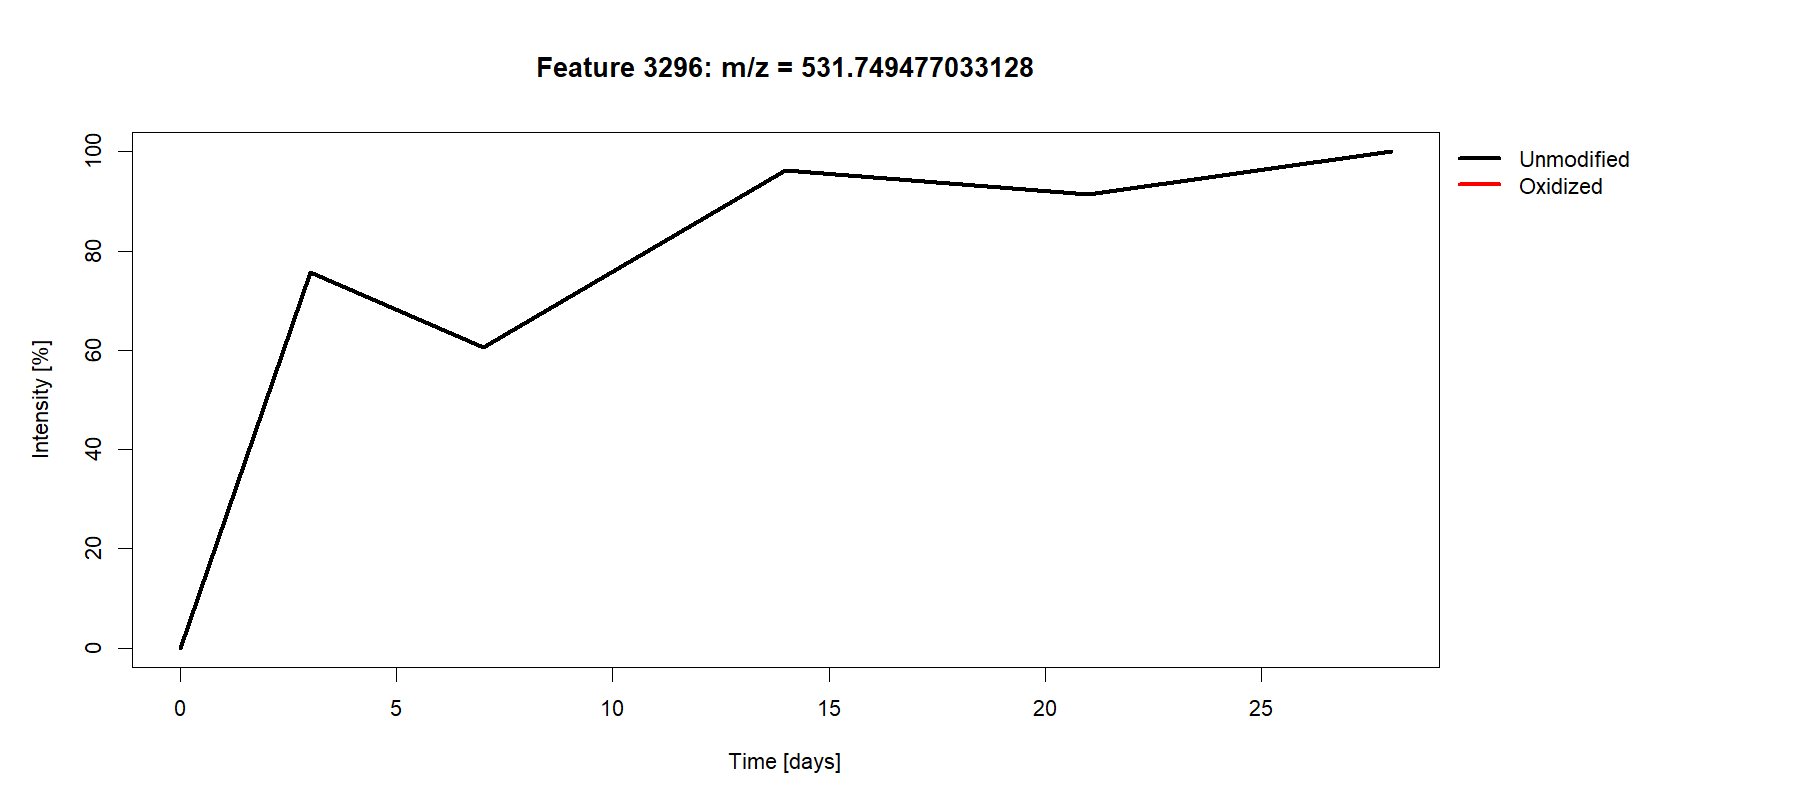 Feature 3296: m/z = 531.749477033128
Unmodified
Oxidized
Intensity [%]
100
80
60
40
20
0
0 5 10 15 20 25
Time [days]